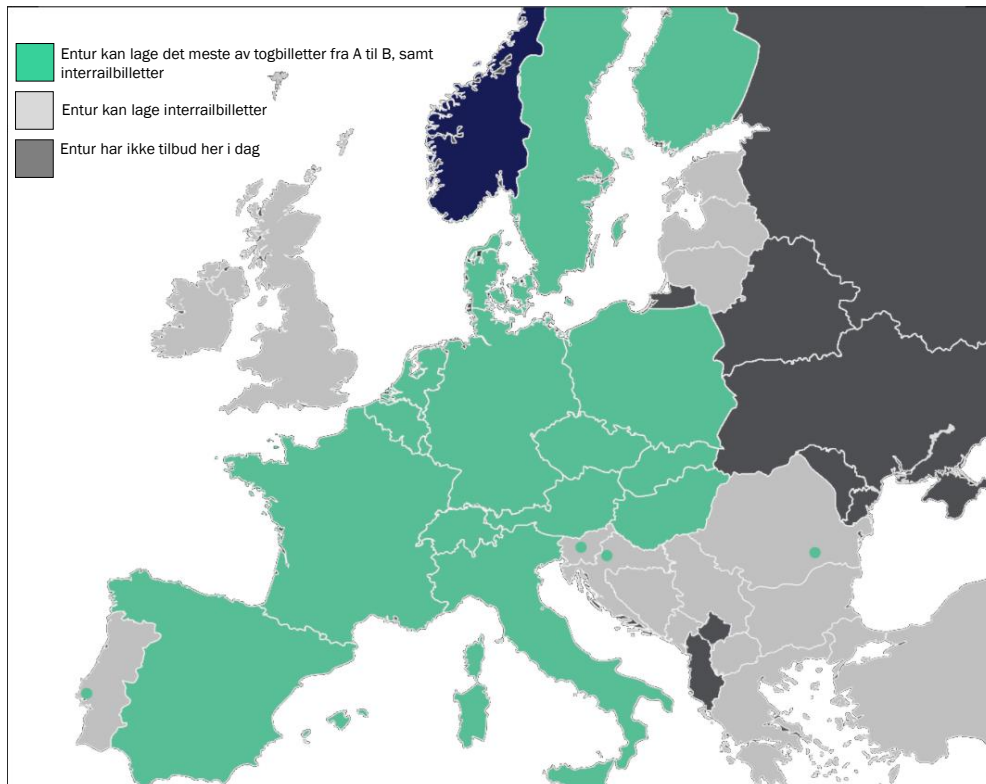 Entur kan lage det meste av togbilletter fra A til B, samt
interrailbilletter
Entur kan lage interrailbilletter
Entur har ikke tilbud her i dag